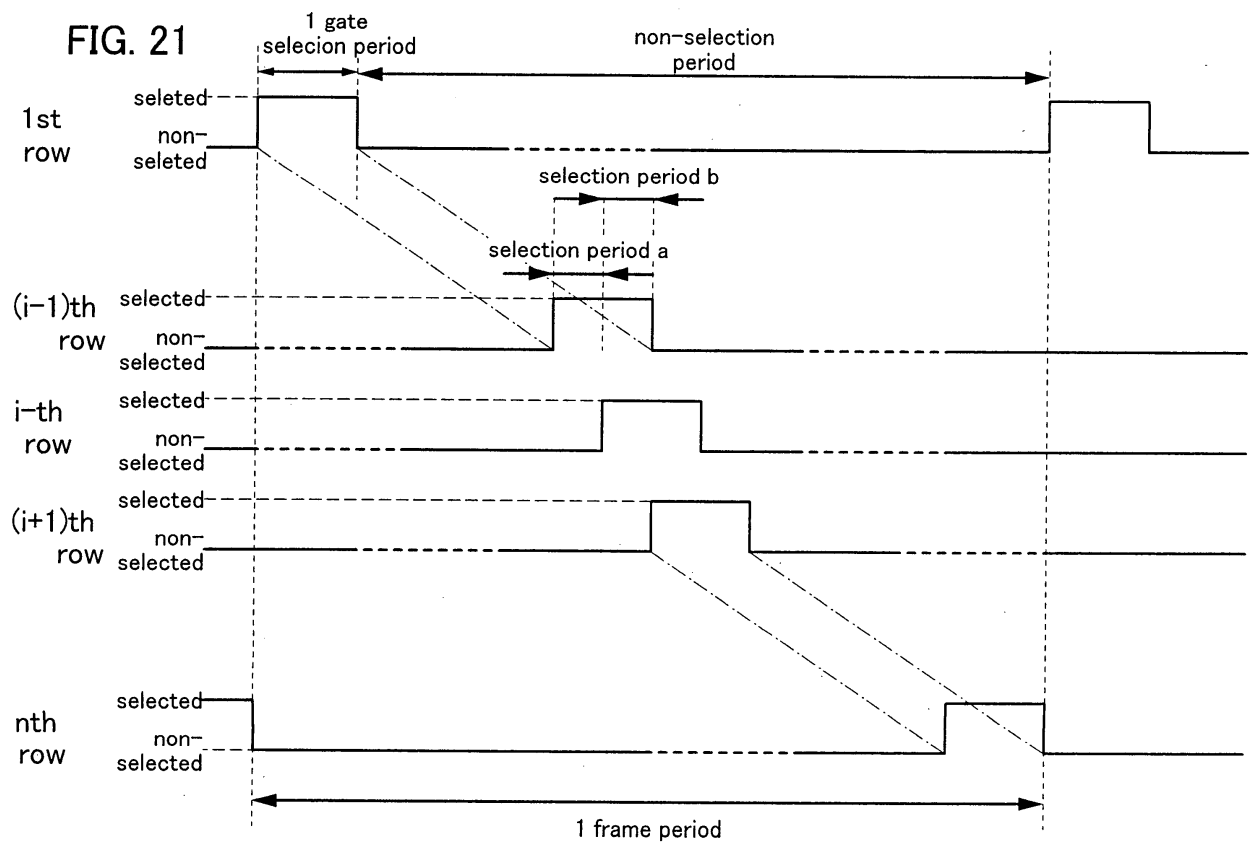 FIG. 21
1 gate
selecion period
non-selection
period
1st
row
seleted
non-
seleted
selection period b
selection period a
(i-1)th
row
selected
non-
selected
i-th
row
selected
non-
selected
(i+1)th
row
selected
non-
selected
nth
row
selected
non-
selected
1 frame period